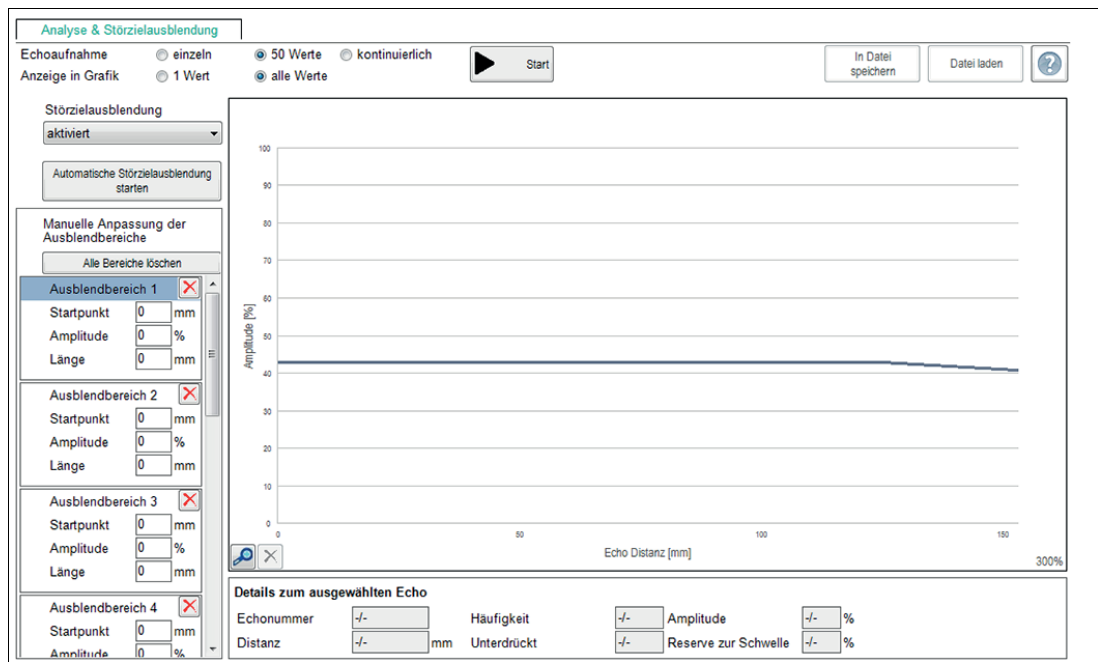 Analyse & Störzielausblendung
Echoaufnahme einzeln 50 Werte kontinuierlich
Anzeige in Grafik 1 Wert alle Werte
Start
In Datei
speichern
Datei laden
?
Störzielausblendung
aktiviert
Automatische Störzielausblendung
starten
Manuelle Anpassung der
Ausblendbereiche
Alle Bereiche löschen
Ausblendbereich 1
Startpunkt 0 mm
Amplitude 0 %
Länge 0 mm
Ausblendbereich 2
Startpunkt 0 mm
Amplitude 0 %
Länge 0 mm
Ausblendbereich 3
Startpunkt 0 mm
Amplitude 0 %
Länge 0 mm
Ausblendbereich 4
Startpunkt 0 mm
Amplitude 0 %
Amplitude [%]
100
90
80
70
60
50
40
30
20
10
0
0 50 100 150
Echo Distanz [mm]
300%
Details zum ausgewählten Echo
Echonummer -/- Häufigkeit -/- Amplitude -/- %
Distanz -/- mm Unterdrückt -/- Reserve zur Schwelle -/- %